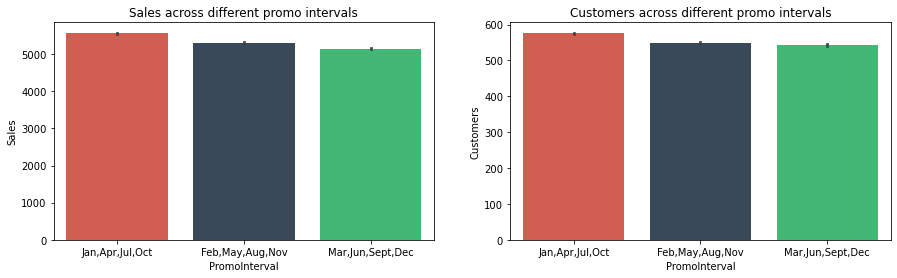 Sales across different promo intervals
Sales
5000
4000
3000
2000
1000
0
Jan,Apr,Jul,Oct
Feb,May,Aug,Nov
Mar,Jun,Sept,Dec
PromoInterval
Customers across different promo intervals
Customers
600
500
400
300
200
100
0
Jan,Apr,Jul,Oct
Feb,May,Aug,Nov
Mar,Jun,Sept,Dec
PromoInterval